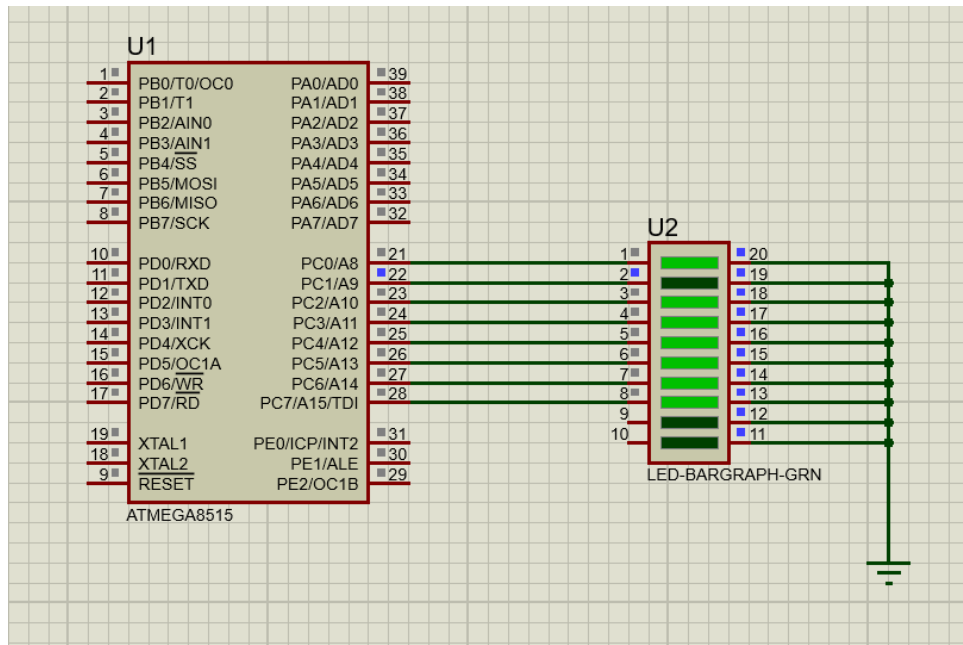 U1
1 PB0/T0/OC0 PA0/AD0 39
2 PB1/T1 PA1/AD1 38
3 PB2/AIN0 PA2/AD2 37
4 PB3/AIN1 PA3/AD3 36
5 PB4/SS PA4/AD4 35
6 PB5/MOSI PA5/AD5 34
7 PB6/MISO PA6/AD6 33
8 PB7/SCK PA7/AD7 32
10 PD0/RXD PC0/A8 21
11 PD1/TXD PC1/A9 22
12 PD2/INT0 PC2/A10 23
13 PD3/INT1 PC3/A11 24
14 PD4/XCK PC4/A12 25
15 PD5/OC1A PC5/A13 26
16 PD6/WR PC6/A14 27
17 PD7/RD PC7/A15/TDI 28
19 XTAL1 PE0/ICP/INT2 31
18 XTAL2 PE1/ALE 30
9 RESET PE2/OC1B 29
ATMEGA8515
U2
1 20
2 19
3 18
4 17
5 16
6 15
7 14
8 13
9 12
10 11
LED-BARGRAPH-GRN